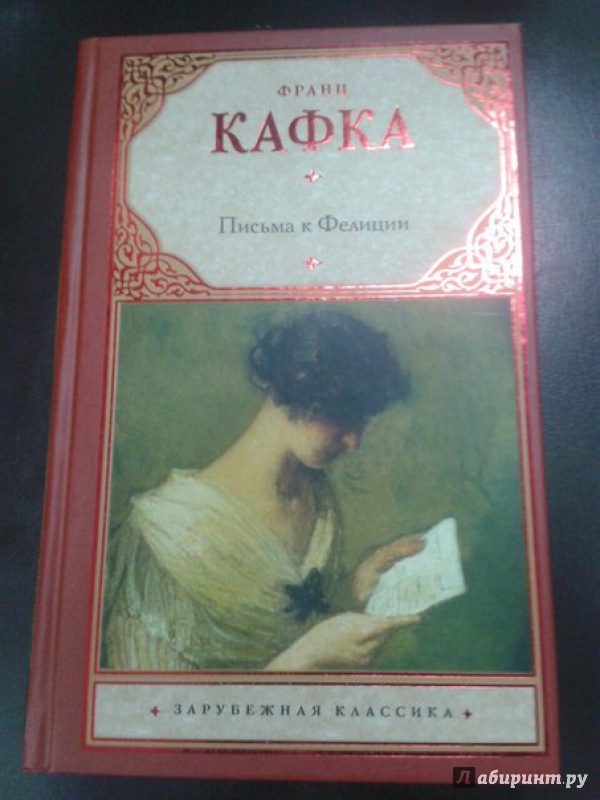 ФРАНЦ
КАФКА
Письма к Фелиции
ЗАРУБЕЖНАЯ КЛАССИКА
Лабиринт.ру